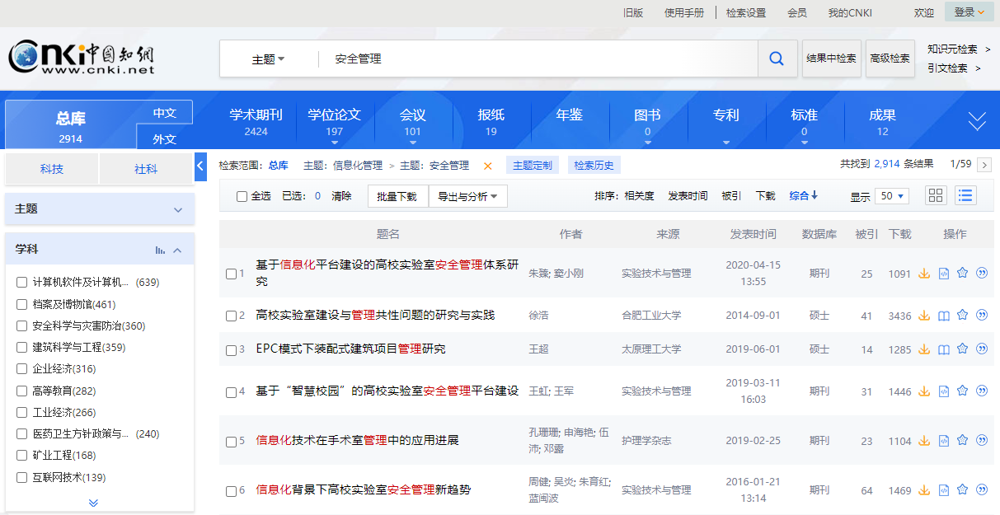 旧版 使用手册 检索设置 会员 我的CNKI 欢迎 登录
Cnki中国知网
www.cnki.net
主题 安全管理 结果中检索 高级检索
知识元检索 >
引文检索 >
总库
2914
中文
外文
学术期刊 学位论文 会议 报纸 年鉴 图书 专利 标准 成果
2424 197 101 19 0 0 12
科技 社科
检索范围：总库 主题：信息化管理 > 主题：安全管理 × 主题定制 检索历史 共找到 2,914 条结果 1/59 >
全选 已选：0 清除 批量下载 导出与分析 排序：相关度 发表时间 被引 下载 综合↓ 显示 50
主题
学科
计算机软件及计算机... (639)
档案及博物馆(461)
安全科学与灾害防治(360)
建筑科学与工程(359)
企业经济(316)
高等教育(282)
工业经济(266)
医药卫生方针政策与... (240)
矿业工程(168)
互联网技术(139)
题名 作者 来源 发表时间 数据库 被引 下载 操作
1 基于信息化平台建设的高校实验室安全管理体系研
究
朱臻; 窦小刚 实验技术与管理
2020-04-15
13:55
期刊 25 1091
2 高校实验室建设与管理共性问题的研究与实践 徐浩 合肥工业大学 2014-09-01 硕士 41 3436
3 EPC模式下装配式建筑项目管理研究 王超 太原理工大学 2019-06-01 硕士 14 1285
4 基于“智慧校园”的高校实验室安全管理平台建设 王虹; 王军 实验技术与管理
2019-03-11
16:03
期刊 31 1446
5 信息化技术在手术室管理中的应用进展
孔珊珊; 申海艳; 伍
沛; 邓露
护理学杂志 2019-02-25 期刊 23 1104
6 信息化背景下高校实验室安全管理新趋势
周健; 吴炎; 朱育红;
蓝闽波
实验技术与管理
2016-01-21
13:14
期刊 64 1469